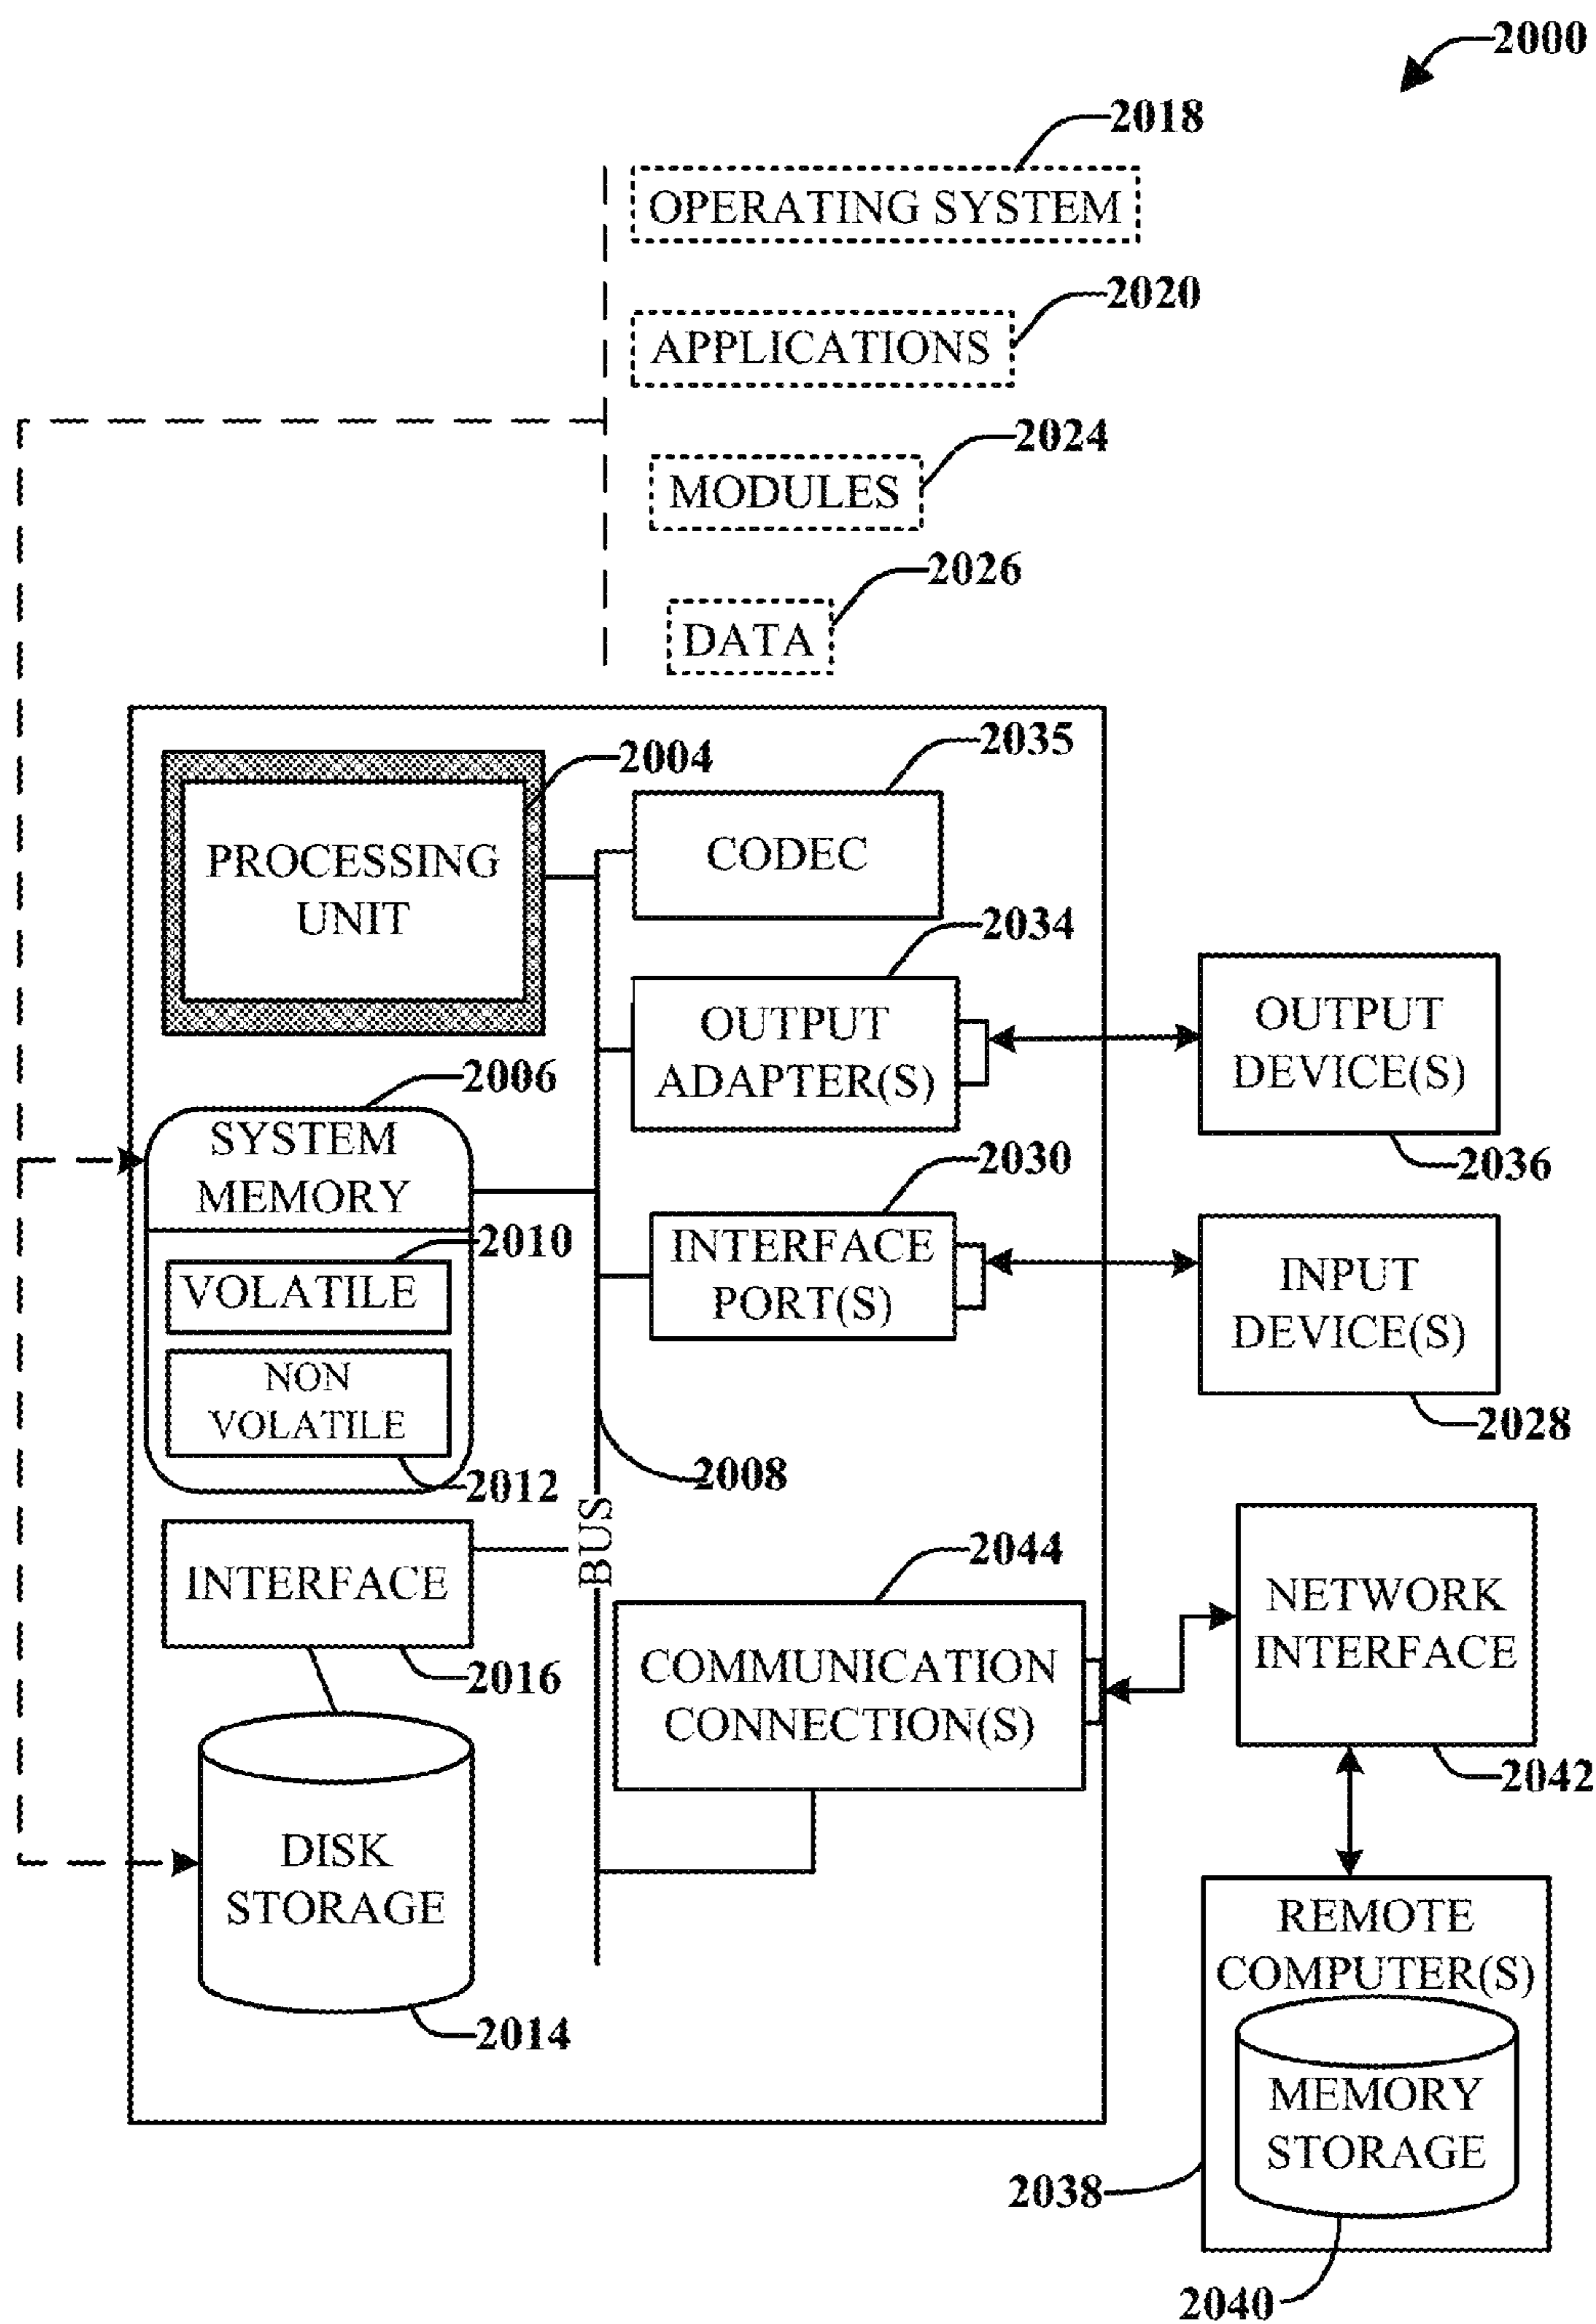 2000
2018
OPERATING SYSTEM
2020
APPLICATIONS
2024
MODULES
2026
DATA
2004
PROCESSING
UNIT
2035
CODEC
2034
OUTPUT
ADAPTER(S)
OUTPUT
DEVICE(S)
2036
2006
SYSTEM
MEMORY
2010
VOLATILE
NON
VOLATILE
2012
2030
INTERFACE
PORT(S)
INPUT
DEVICE(S)
2028
2008
BUS
INTERFACE
2016
2044
COMMUNICATION
CONNECTION(S)
NETWORK
INTERFACE
2042
DISK
STORAGE
2014
REMOTE
COMPUTER(S)
MEMORY
STORAGE
2038
2040